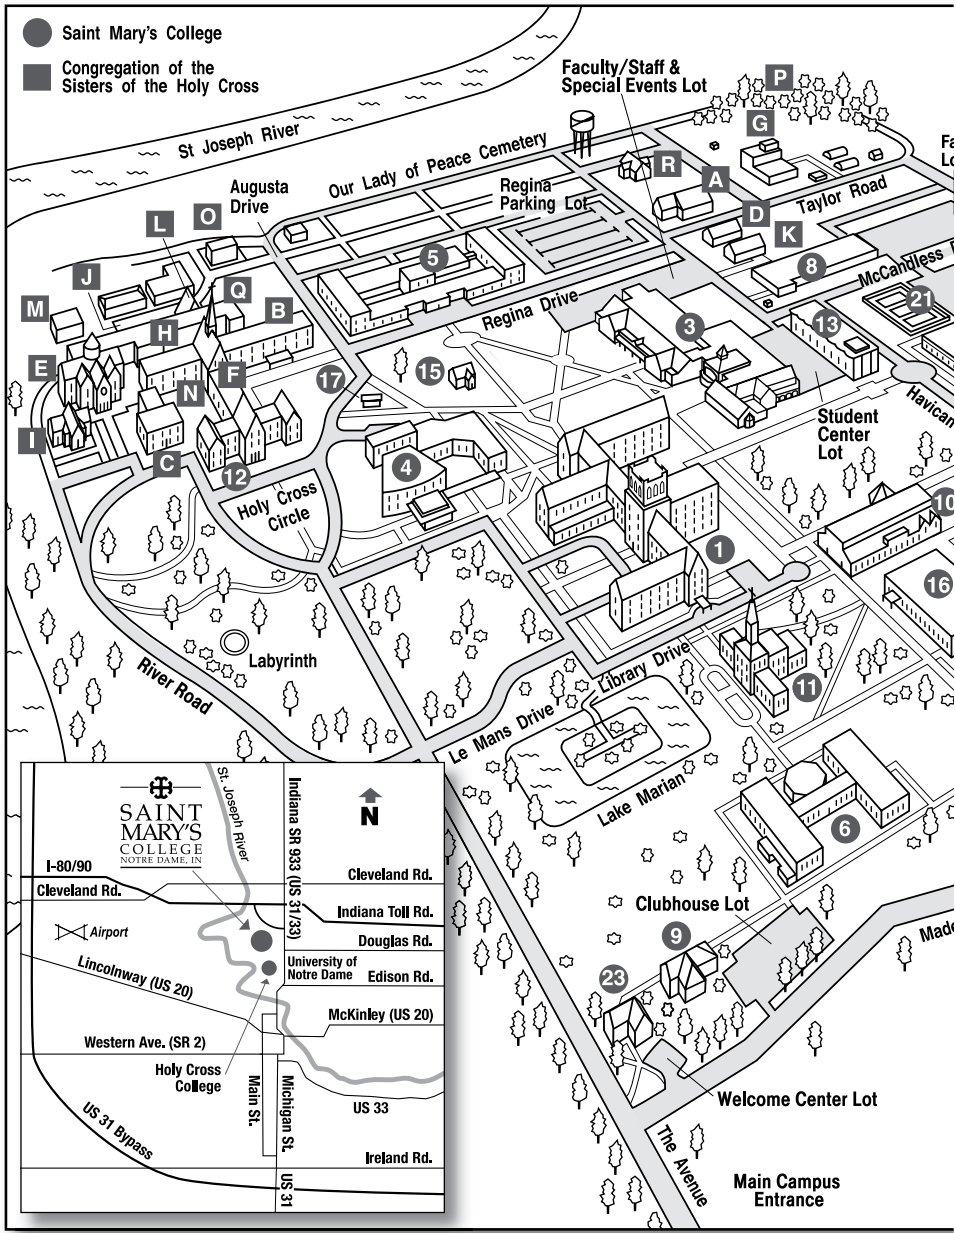 Saint Mary's College
Congregation of the
Sisters of the Holy Cross
St Joseph River
Our Lady of Peace Cemetery
Faculty/Staff &
Special Events Lot
P
G
R
A
Fa
Lo
Augusta
Drive
Regina
Parking Lot
Taylor Road
D
K
L
O
5
8
McCandless
J
Q
B
M
H
Regina Drive
3
13
21
E
F
N
17
15
I
C
12
4
Student
Center
Lot
Havican
Holy Cross
Circle
10
1
16
Labyrinth
River Road
Library Drive
11
Le Mans Drive
Lake Marian
6
Clubhouse Lot
9
Made
23
Welcome Center Lot
The Avenue
Main Campus
Entrance
SAINT
MARY'S
COLLEGE
NOTRE DAME, IN
St. Joseph River
Indiana SR 933 (US 31/33)
N
I-80/90
Cleveland Rd.
Cleveland Rd.
Indiana Toll Rd.
Airport
Douglas Rd.
Lincolnway (US 20)
University of
Notre Dame
Edison Rd.
McKinley (US 20)
Western Ave. (SR 2)
Holy Cross
College
Main St.
Michigan St.
US 33
US 31 Bypass
Ireland Rd.
US 31